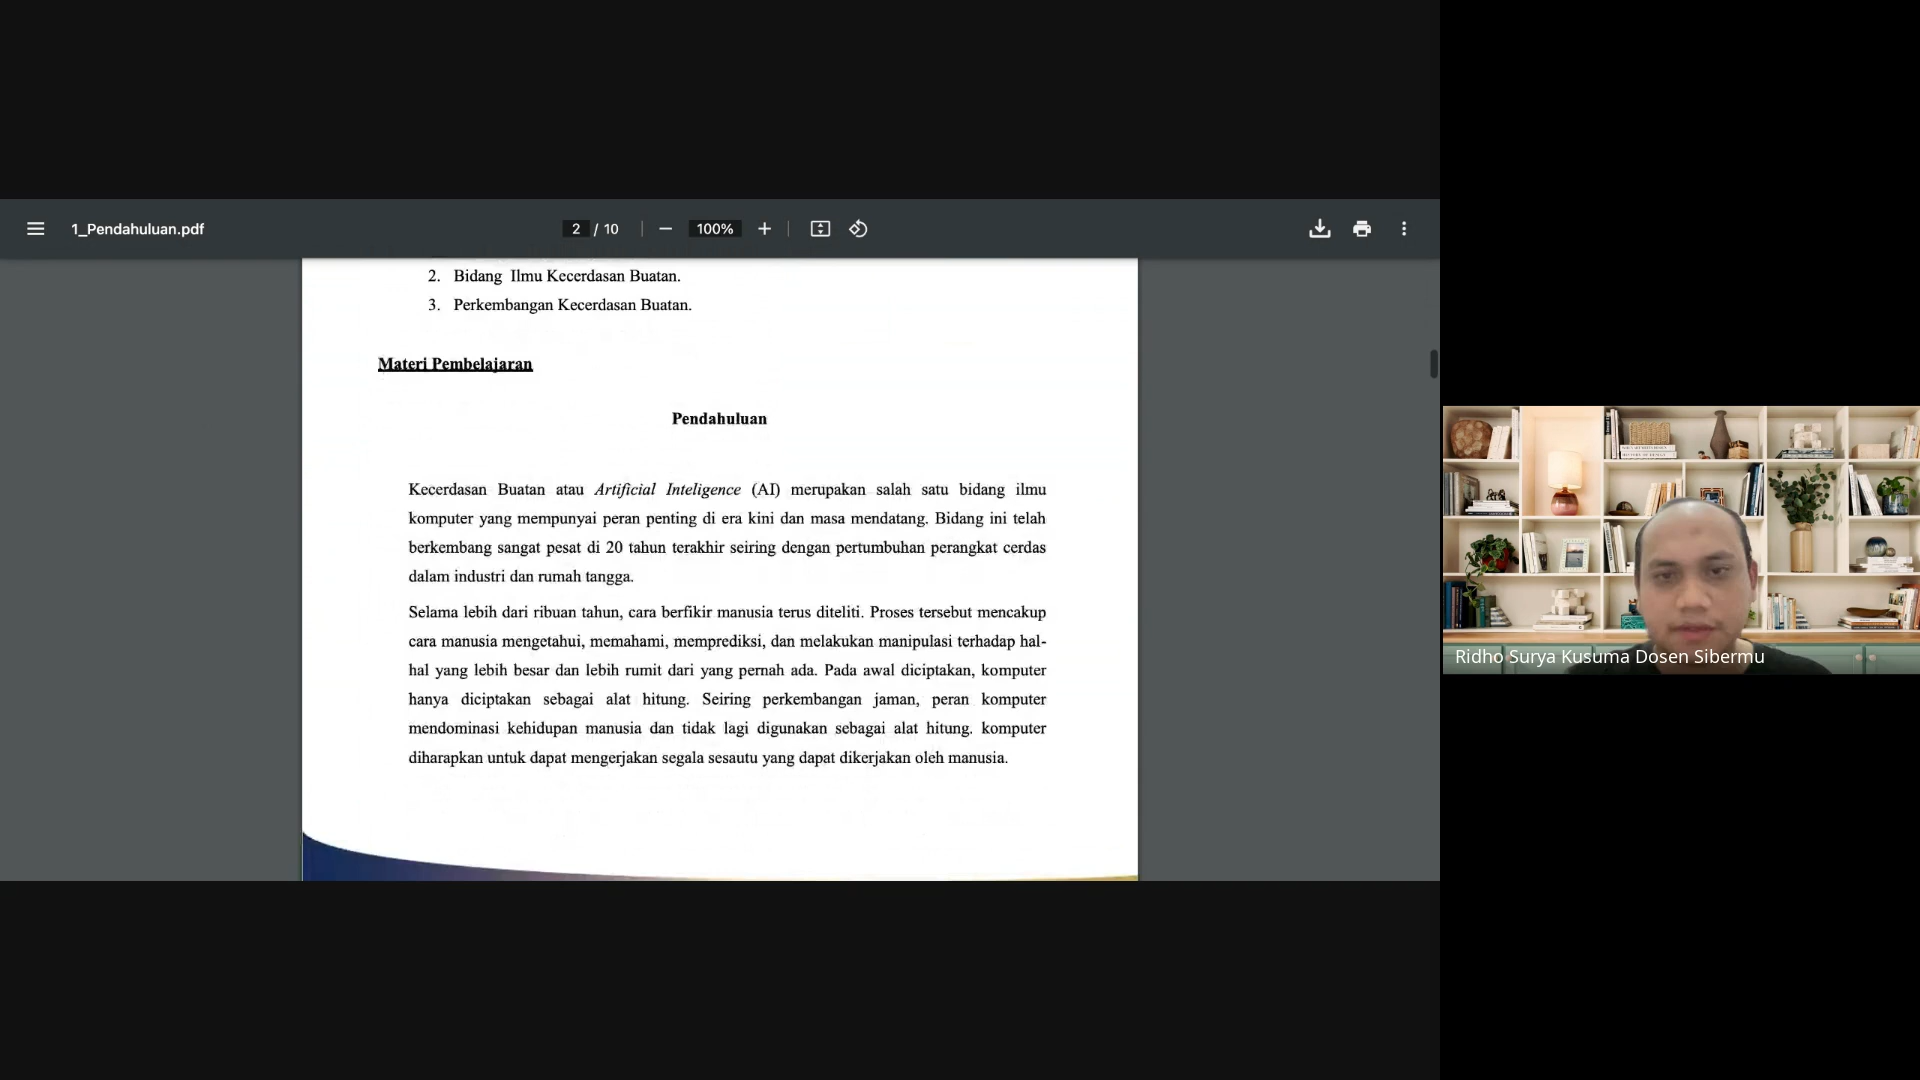 1_Pendahuluan.pdf
2 / 10
100%
2. Bidang Ilmu Kecerdasan Buatan.
3. Perkembangan Kecerdasan Buatan.
Materi Pembelajaran
Pendahuluan
Kecerdasan Buatan atau Artificial Inteligence (AI) merupakan salah satu bidang ilmu
komputer yang mempunyai peran penting di era kini dan masa mendatang. Bidang ini telah
berkembang sangat pesat di 20 tahun terakhir seiring dengan pertumbuhan perangkat cerdas
dalam industri dan rumah tangga.
Selama lebih dari ribuan tahun, cara berfikir manusia terus diteliti. Proses tersebut mencakup
cara manusia mengetahui, memahami, memprediksi, dan melakukan manipulasi terhadap hal-
hal yang lebih besar dan lebih rumit dari yang pernah ada. Pada awal diciptakan, komputer
hanya diciptakan sebagai alat hitung. Seiring perkembangan jaman, peran komputer
mendominasi kehidupan manusia dan tidak lagi digunakan sebagai alat hitung. komputer
diharapkan untuk dapat mengerjakan segala sesautu yang dapat dikerjakan oleh manusia.
Ridho Surya Kusuma Dosen Sibermu